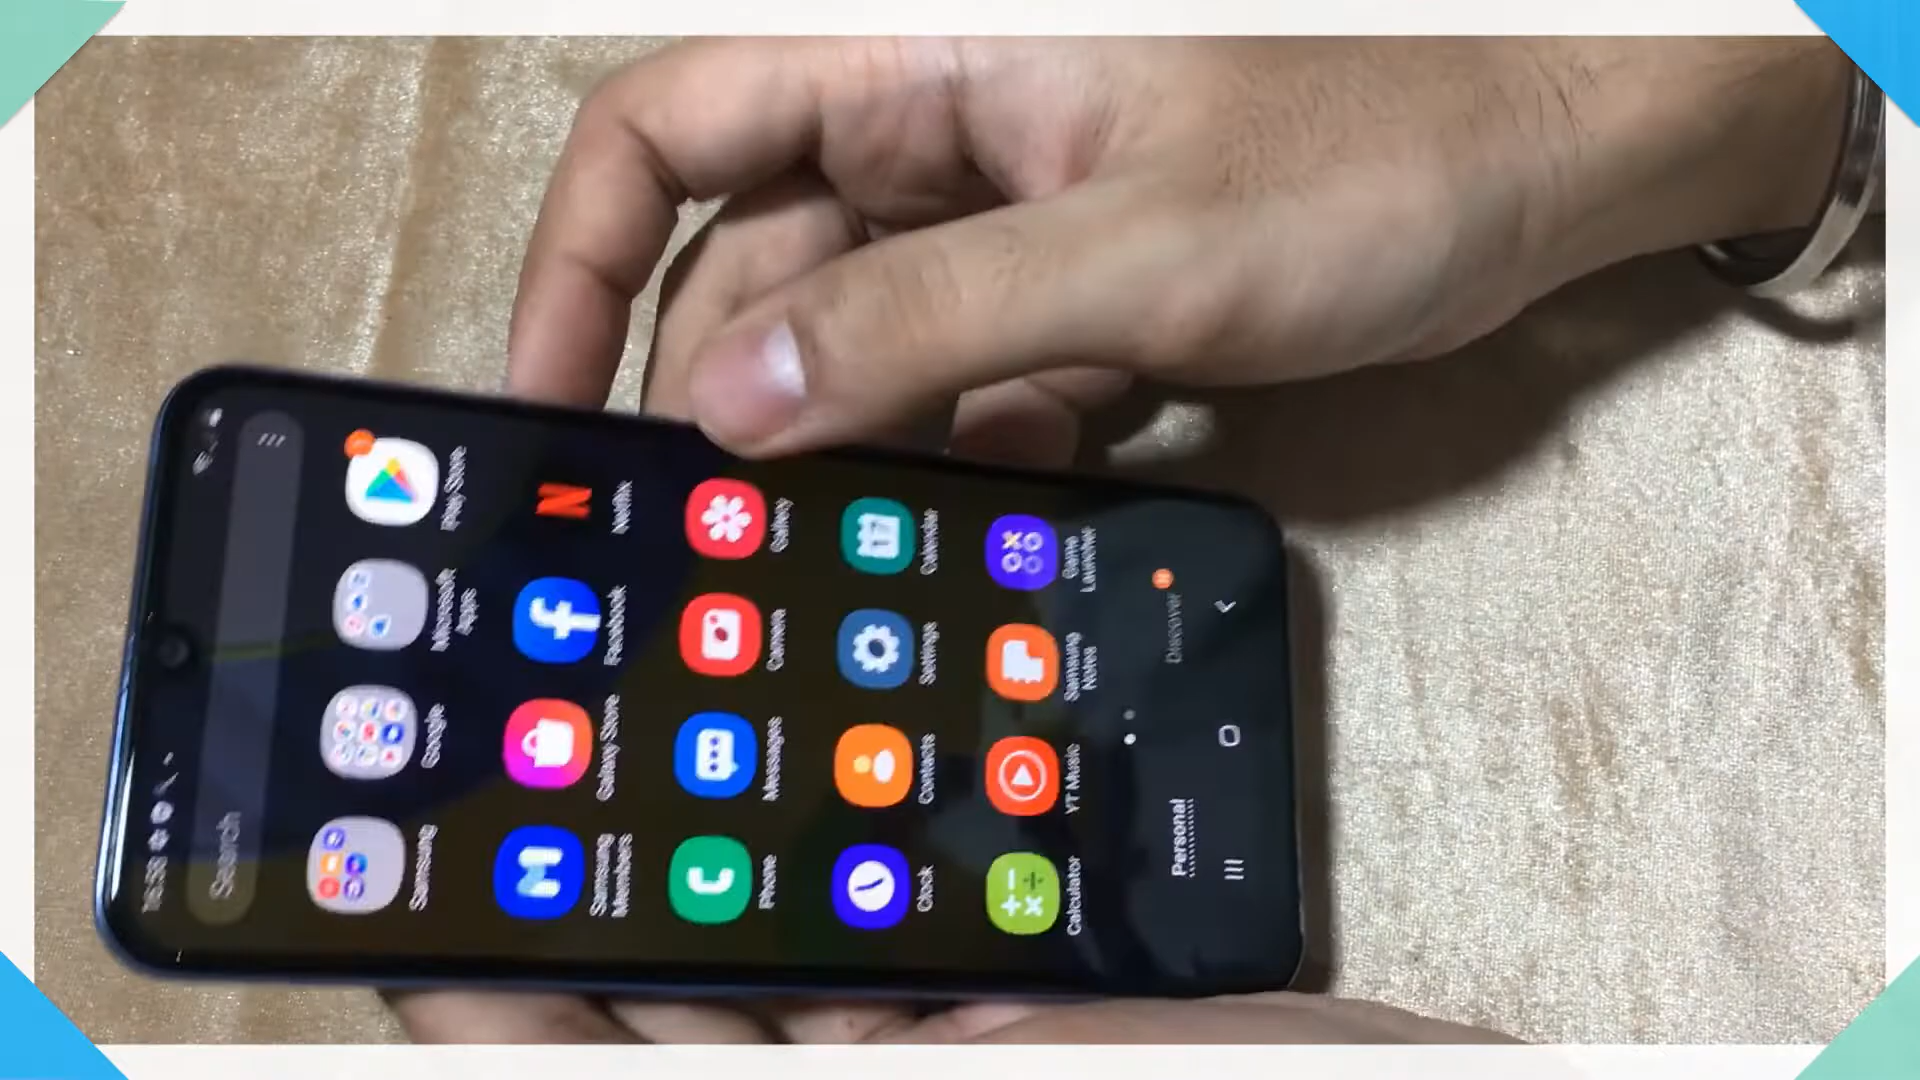 Search
Samsung
Google
Microsoft
Apps
Play Store
Samsung
Members
Galaxy Store
Facebook
Netflix
Phone
Messages
Camera
Gallery
Clock
Contacts
Settings
Calendar
17
Calculator
YT Music
Samsung
Notes
Game
Launcher
Personal
Discover